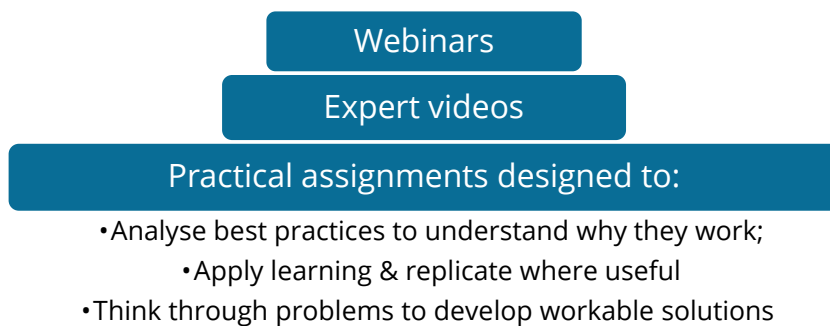 Webinars
Expert videos
Practical assignments designed to:
•Analyse best practices to understand why they work;
•Apply learning & replicate where useful
•Think through problems to develop workable solutions